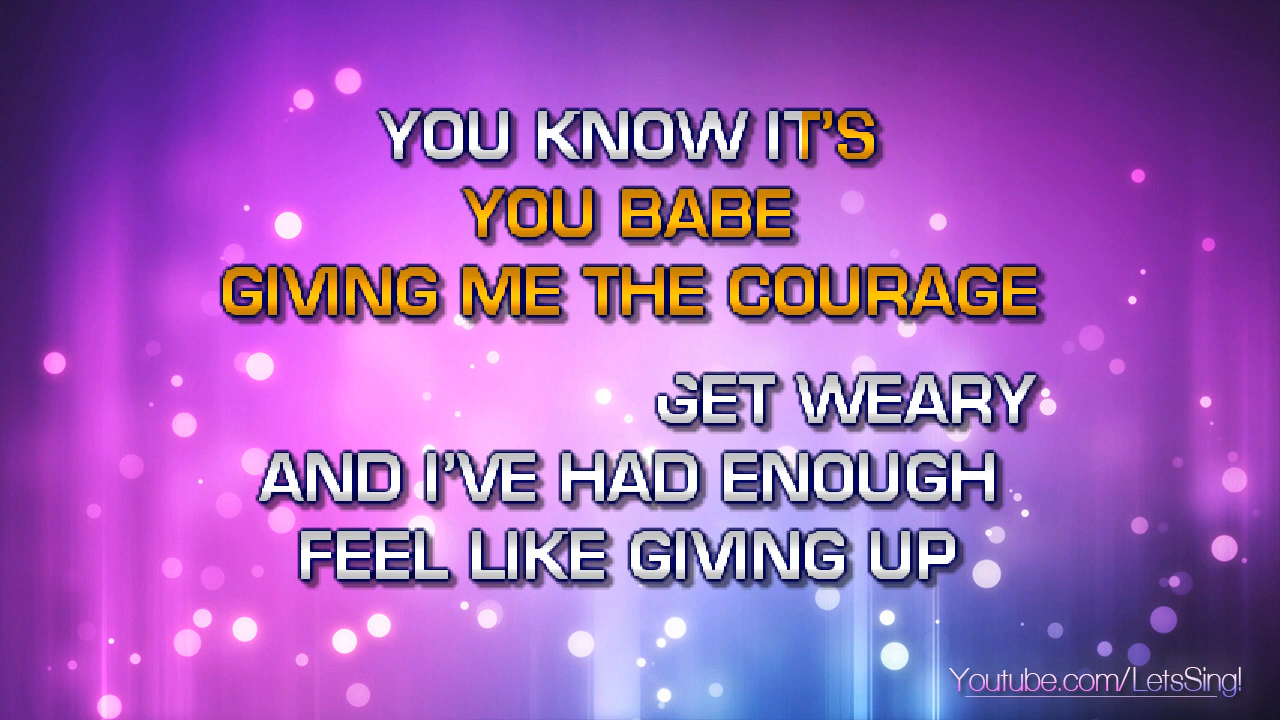 YOU KNOW IT'S
YOU BABE
GIVING ME THE COURAGE
GET WEARY
AND I'VE HAD ENOUGH
FEEL LIKE GIVING UP
Youtube.com/LetsSing!